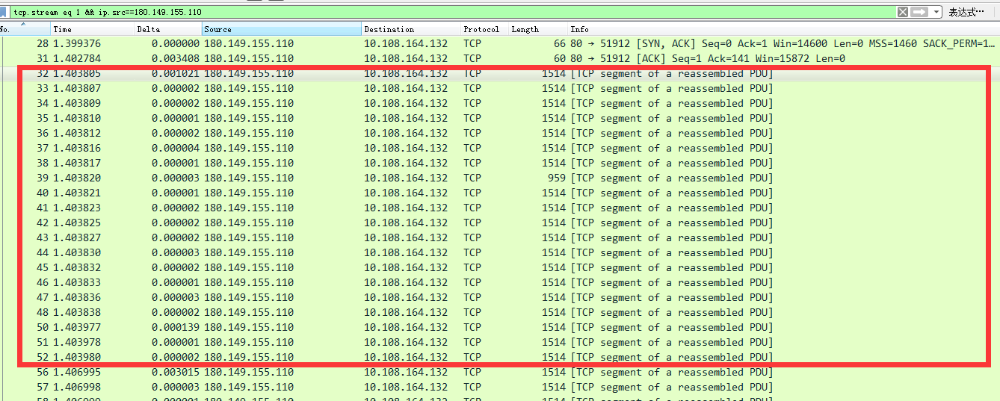 tcp.stream eq 1 && ip.src==180.149.155.110 表达式…
No. Time Delta Source Destination Protocol Length Info
28 1.399376 0.000000 180.149.155.110 10.108.164.132 TCP 66 80 → 51912 [SYN, ACK] Seq=0 Ack=1 Win=14600 Len=0 MSS=1460 SACK_PERM=1…
31 1.402784 0.003408 180.149.155.110 10.108.164.132 TCP 60 80 → 51912 [ACK] Seq=1 Ack=141 Win=15872 Len=0
32 1.403805 0.001021 180.149.155.110 10.108.164.132 TCP 1514 [TCP segment of a reassembled PDU]
33 1.403807 0.000002 180.149.155.110 10.108.164.132 TCP 1514 [TCP segment of a reassembled PDU]
34 1.403809 0.000002 180.149.155.110 10.108.164.132 TCP 1514 [TCP segment of a reassembled PDU]
35 1.403810 0.000001 180.149.155.110 10.108.164.132 TCP 1514 [TCP segment of a reassembled PDU]
36 1.403812 0.000002 180.149.155.110 10.108.164.132 TCP 1514 [TCP segment of a reassembled PDU]
37 1.403816 0.000004 180.149.155.110 10.108.164.132 TCP 1514 [TCP segment of a reassembled PDU]
38 1.403817 0.000001 180.149.155.110 10.108.164.132 TCP 1514 [TCP segment of a reassembled PDU]
39 1.403820 0.000003 180.149.155.110 10.108.164.132 TCP 959 [TCP segment of a reassembled PDU]
40 1.403821 0.000001 180.149.155.110 10.108.164.132 TCP 1514 [TCP segment of a reassembled PDU]
41 1.403823 0.000002 180.149.155.110 10.108.164.132 TCP 1514 [TCP segment of a reassembled PDU]
42 1.403825 0.000002 180.149.155.110 10.108.164.132 TCP 1514 [TCP segment of a reassembled PDU]
43 1.403827 0.000002 180.149.155.110 10.108.164.132 TCP 1514 [TCP segment of a reassembled PDU]
44 1.403830 0.000003 180.149.155.110 10.108.164.132 TCP 1514 [TCP segment of a reassembled PDU]
45 1.403832 0.000002 180.149.155.110 10.108.164.132 TCP 1514 [TCP segment of a reassembled PDU]
46 1.403833 0.000001 180.149.155.110 10.108.164.132 TCP 1514 [TCP segment of a reassembled PDU]
47 1.403836 0.000003 180.149.155.110 10.108.164.132 TCP 1514 [TCP segment of a reassembled PDU]
48 1.403838 0.000002 180.149.155.110 10.108.164.132 TCP 1514 [TCP segment of a reassembled PDU]
50 1.403977 0.000139 180.149.155.110 10.108.164.132 TCP 1514 [TCP segment of a reassembled PDU]
51 1.403978 0.000001 180.149.155.110 10.108.164.132 TCP 1514 [TCP segment of a reassembled PDU]
52 1.403980 0.000002 180.149.155.110 10.108.164.132 TCP 1514 [TCP segment of a reassembled PDU]
56 1.406995 0.003015 180.149.155.110 10.108.164.132 TCP 1514 [TCP segment of a reassembled PDU]
57 1.406998 0.000003 180.149.155.110 10.108.164.132 TCP 1514 [TCP segment of a reassembled PDU]